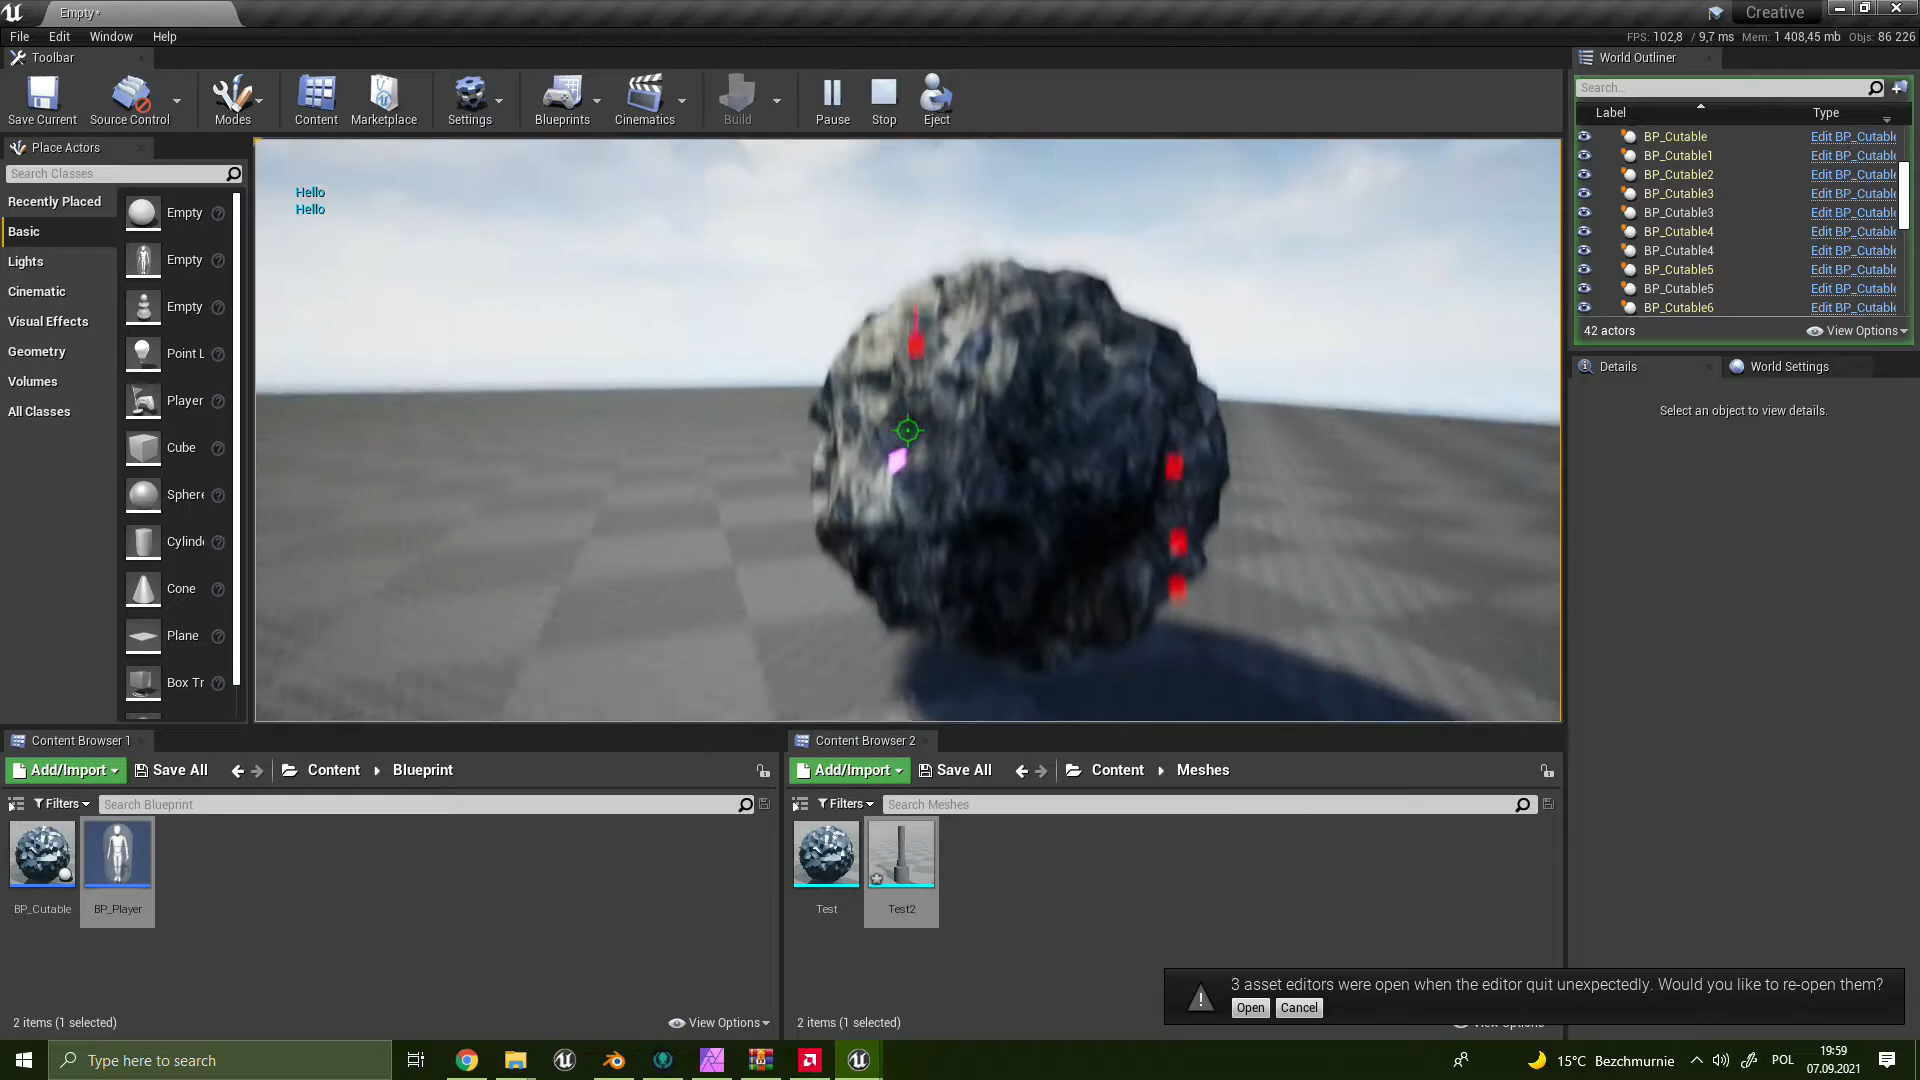 Empty•
Creative
File Edit Window Help
FPS: 102,8 / 9,7 ms Mem: 1 408,45 mb Objs: 86 226
Toolbar
Save Current Source Control Modes Content Marketplace Settings Blueprints Cinematics Build Pause Stop Eject
World Outliner
Search...
Label Type
BP_Cutable Edit BP_Cutable
BP_Cutable1 Edit BP_Cutable
BP_Cutable2 Edit BP_Cutable
BP_Cutable3 Edit BP_Cutable
BP_Cutable3 Edit BP_Cutable
BP_Cutable4 Edit BP_Cutable
BP_Cutable4 Edit BP_Cutable
BP_Cutable5 Edit BP_Cutable
BP_Cutable5 Edit BP_Cutable
BP_Cutable6 Edit BP_Cutable
42 actors View Options
Details World Settings
Select an object to view details.
Place Actors
Search Classes
Recently Placed
Basic
Lights
Cinematic
Visual Effects
Geometry
Volumes
All Classes
Empty
Empty
Empty
Point L
Player
Cube
Sphere
Cylind
Cone
Plane
Box Tr
Hello
Hello
Content Browser 1
Add/Import Save All Content Blueprint
Filters Search Blueprint
BP_Cutable BP_Player
2 items (1 selected) View Options
Content Browser 2
Add/Import Save All Content Meshes
Filters Search Meshes
Test Test2
2 items (1 selected) View Options
3 asset editors were open when the editor quit unexpectedly. Would you like to re-open them?
Open Cancel
Type here to search
15°C Bezchmurnie POL
19:59
07.09.2021